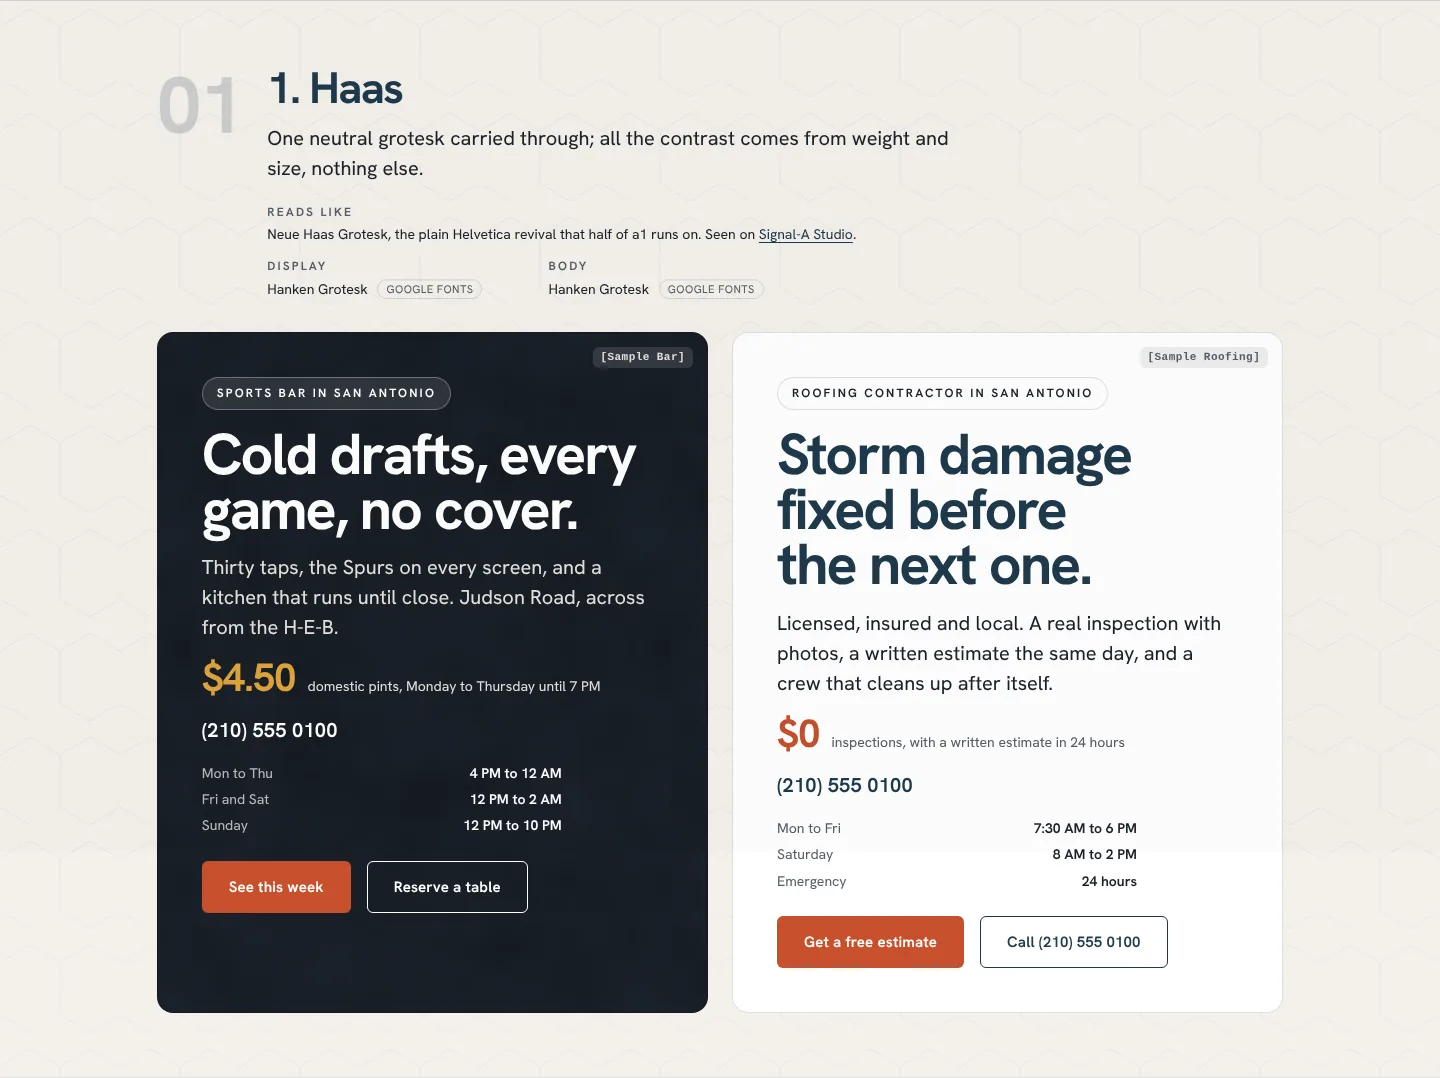 01
1. Haas
One neutral grotesk carried through; all the contrast comes from weight and
size, nothing else.
READS LIKE
Neue Haas Grotesk, the plain Helvetica revival that half of a1 runs on. Seen on Signal-A Studio.
DISPLAY
Hanken Grotesk GOOGLE FONTS
BODY
Hanken Grotesk GOOGLE FONTS
[Sample Bar]
SPORTS BAR IN SAN ANTONIO
Cold drafts, every
game, no cover.
Thirty taps, the Spurs on every screen, and a
kitchen that runs until close. Judson Road, across
from the H-E-B.
$4.50 domestic pints, Monday to Thursday until 7 PM
(210) 555 0100
Mon to Thu 4 PM to 12 AM
Fri and Sat 12 PM to 2 AM
Sunday 12 PM to 10 PM
See this week Reserve a table
[Sample Roofing]
ROOFING CONTRACTOR IN SAN ANTONIO
Storm damage
fixed before
the next one.
Licensed, insured and local. A real inspection with
photos, a written estimate the same day, and a
crew that cleans up after itself.
$0 inspections, with a written estimate in 24 hours
(210) 555 0100
Mon to Fri 7:30 AM to 6 PM
Saturday 8 AM to 2 PM
Emergency 24 hours
Get a free estimate Call (210) 555 0100